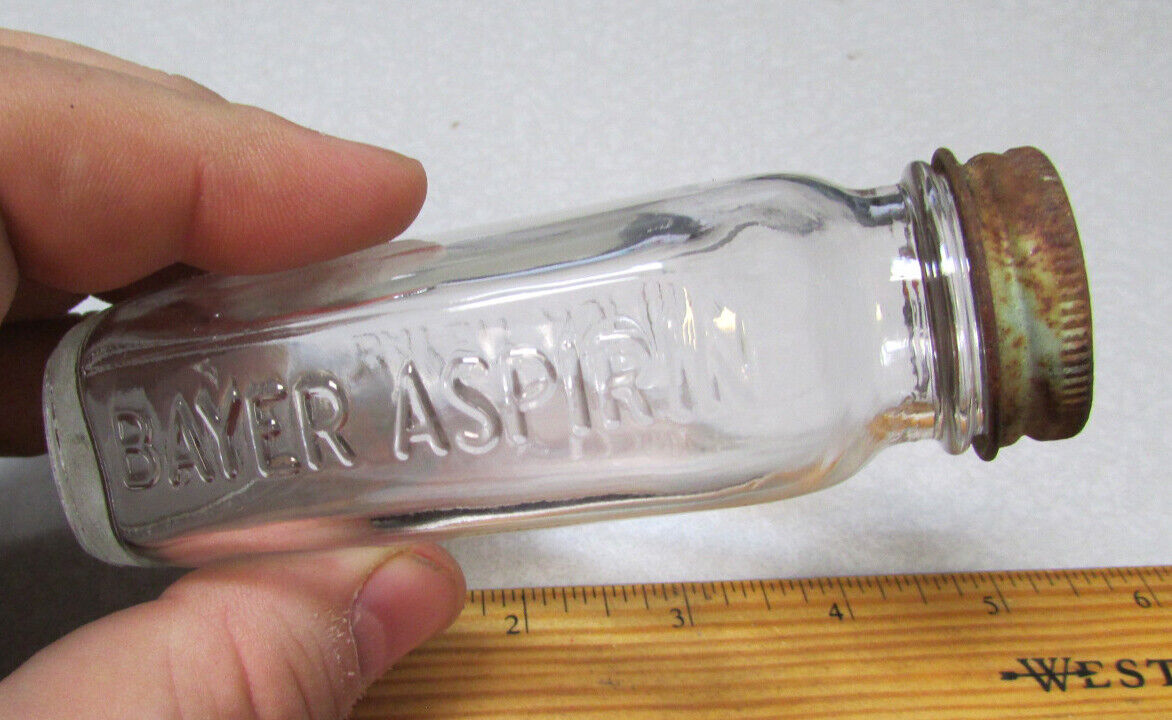 BAYER ASPIRIN
2 3 4 5 6
WEST